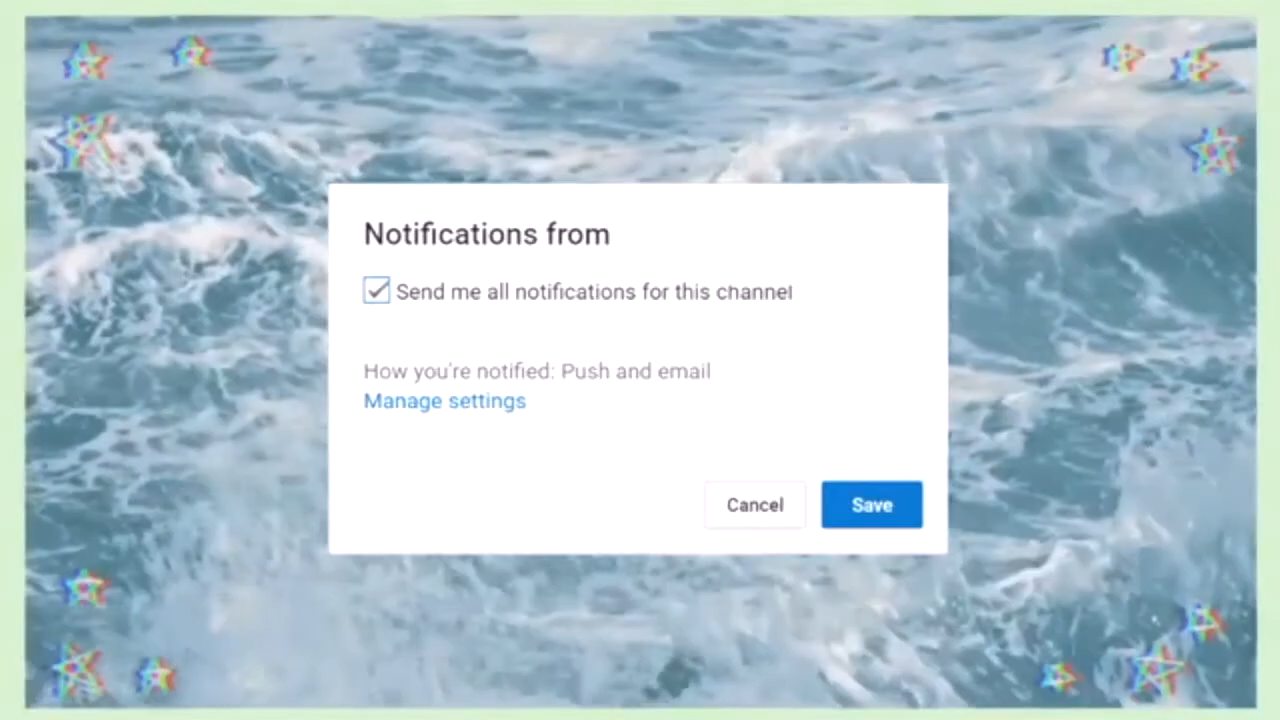 Notifications from
Send me all notifications for this channel
How you're notified: Push and email
Manage settings
Cancel
Save